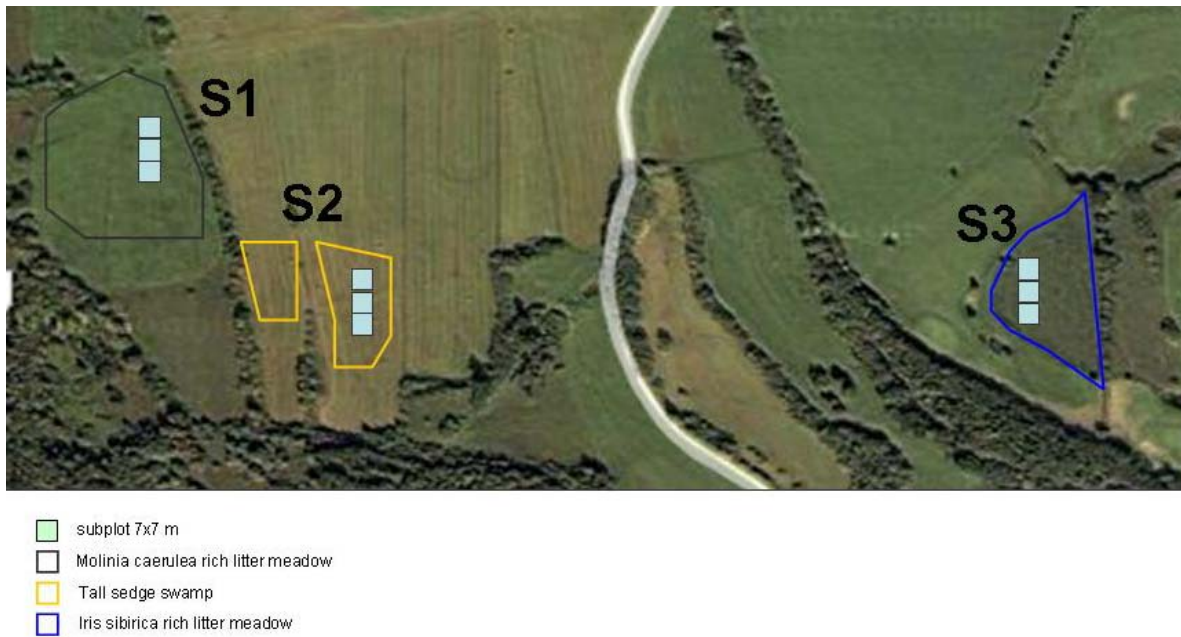 S1
S2
S3
subplot 7x7 m
Molinia caerulea rich litter meadow
Tall sedge swamp
Iris sibirica rich litter meadow